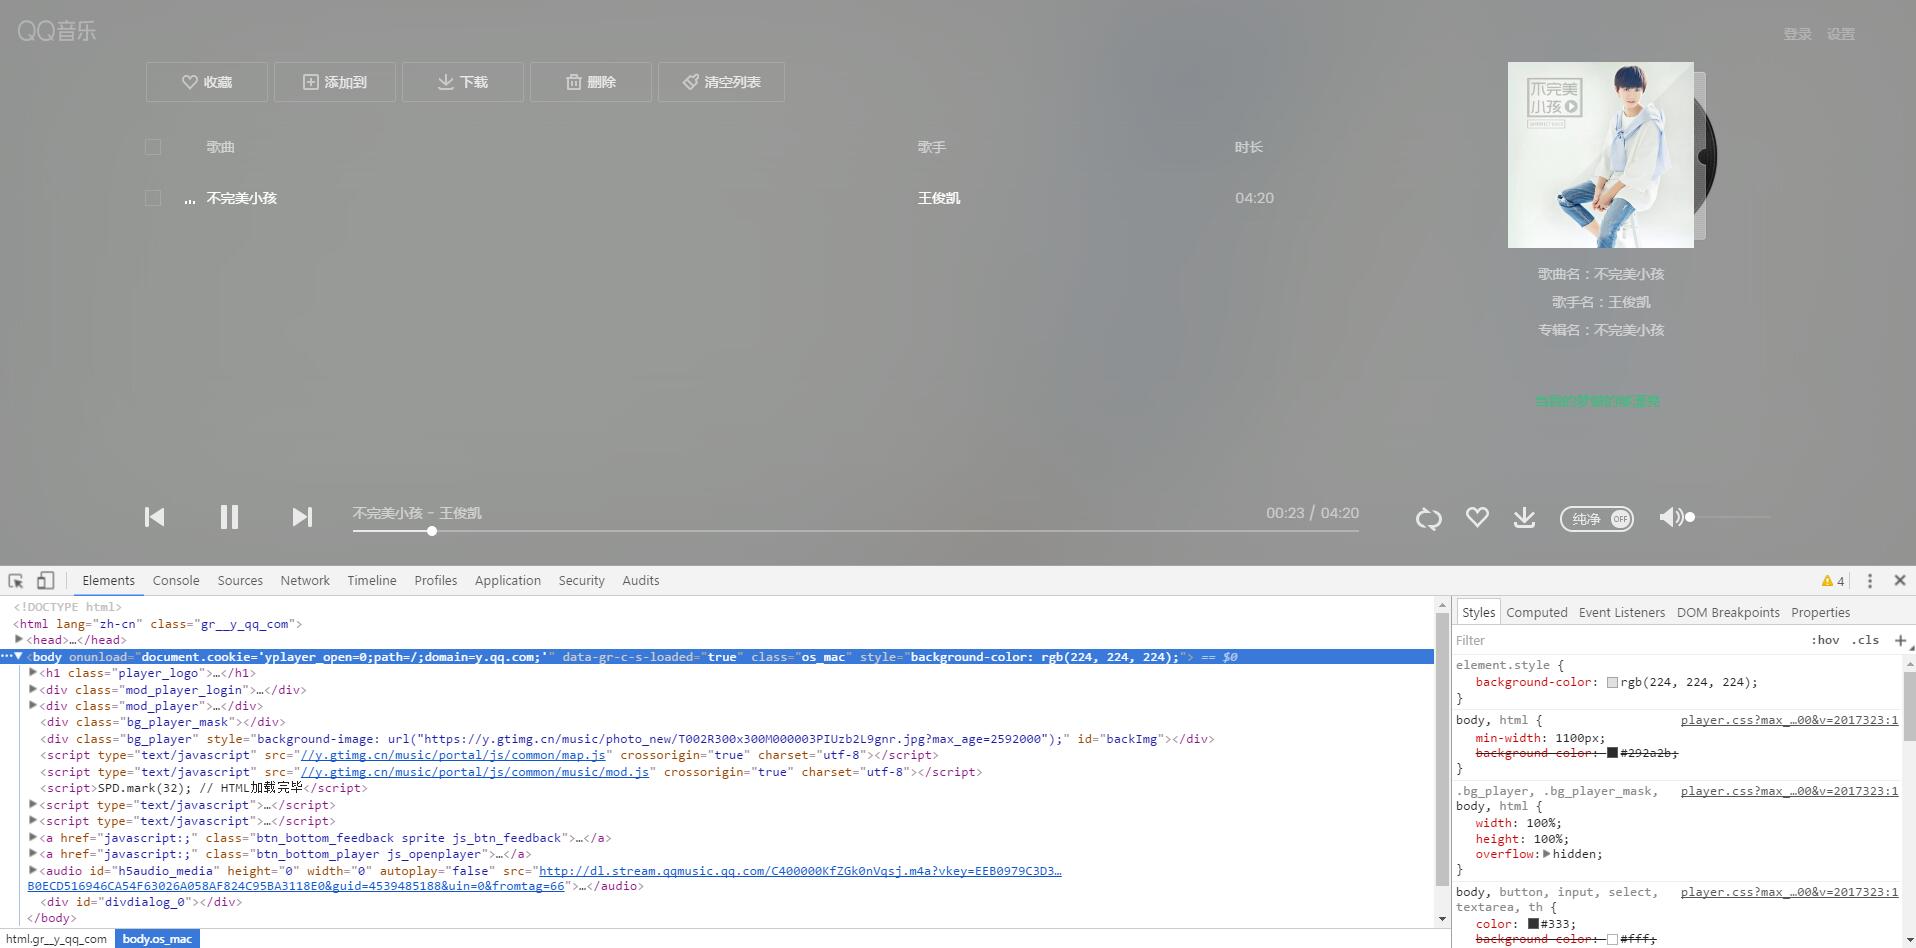 QQ音乐
登录 设置
收藏 添加到 下载 删除 清空列表
不完美
小孩
歌曲 歌手 时长
不完美小孩 王俊凯 04:20
歌曲名：不完美小孩
歌手名：王俊凯
专辑名：不完美小孩
不完美小孩 - 王俊凯 00:23 / 04:20
纯净 OFF
Elements Console Sources Network Timeline Profiles Application Security Audits 4
<!DOCTYPE html>
<html lang="zh-cn" class="gr__y_qq_com">
<head>…</head>
<body onunload="document.cookie='yplayer_open=0;path=/;domain=y.qq.com;'" data-gr-c-s-loaded="true" class="os_mac" style="background-color: rgb(224, 224, 224);"> == $0
<h1 class="player_logo">…</h1>
<div class="mod_player_login">…</div>
<div class="mod_player">…</div>
<div class="bg_player_mask"></div>
<div class="bg_player" style="background-image: url("https://y.gtimg.cn/music/photo_new/T002R300x300M000003PIUzb2L9gnr.jpg?max_age=2592000");" id="backImg"></div>
<script type="text/javascript" src="//y.gtimg.cn/music/portal/js/common/map.js" crossorigin="true" charset="utf-8"></script>
<script type="text/javascript" src="//y.gtimg.cn/music/portal/js/common/music/mod.js" crossorigin="true" charset="utf-8"></script>
<script>SPD.mark(32); // HTML加载完毕</script>
<script type="text/javascript">…</script>
<script type="text/javascript">…</script>
<a href="javascript:;" class="btn_bottom_feedback sprite js_btn_feedback">…</a>
<a href="javascript:;" class="btn_bottom_player js_openplayer">…</a>
<audio id="h5audio_media" height="0" width="0" autoplay="false" src="http://dl.stream.qqmusic.qq.com/C400000KfZGk0nVqsj.m4a?vkey=EEB0979C3D3…
B0ECD516946CA54F63026A058AF824C95BA3118E0&guid=4539485188&uin=0&fromtag=66">…</audio>
<div id="divdialog_0"></div>
</body>
html.gr__y_qq_com body.os_mac
Styles Computed Event Listeners DOM Breakpoints Properties
Filter :hov .cls +
element.style {
background-color: rgb(224, 224, 224);
}
body, html { player.css?max_…00&v=2017323:1
min-width: 1100px;
background-color: #292a2b;
}
.bg_player, .bg_player_mask, player.css?max_…00&v=2017323:1
body, html {
width: 100%;
height: 100%;
overflow: hidden;
}
body, button, input, select, player.css?max_…00&v=2017323:1
textarea, th {
color: #333;
background-color: #fff;